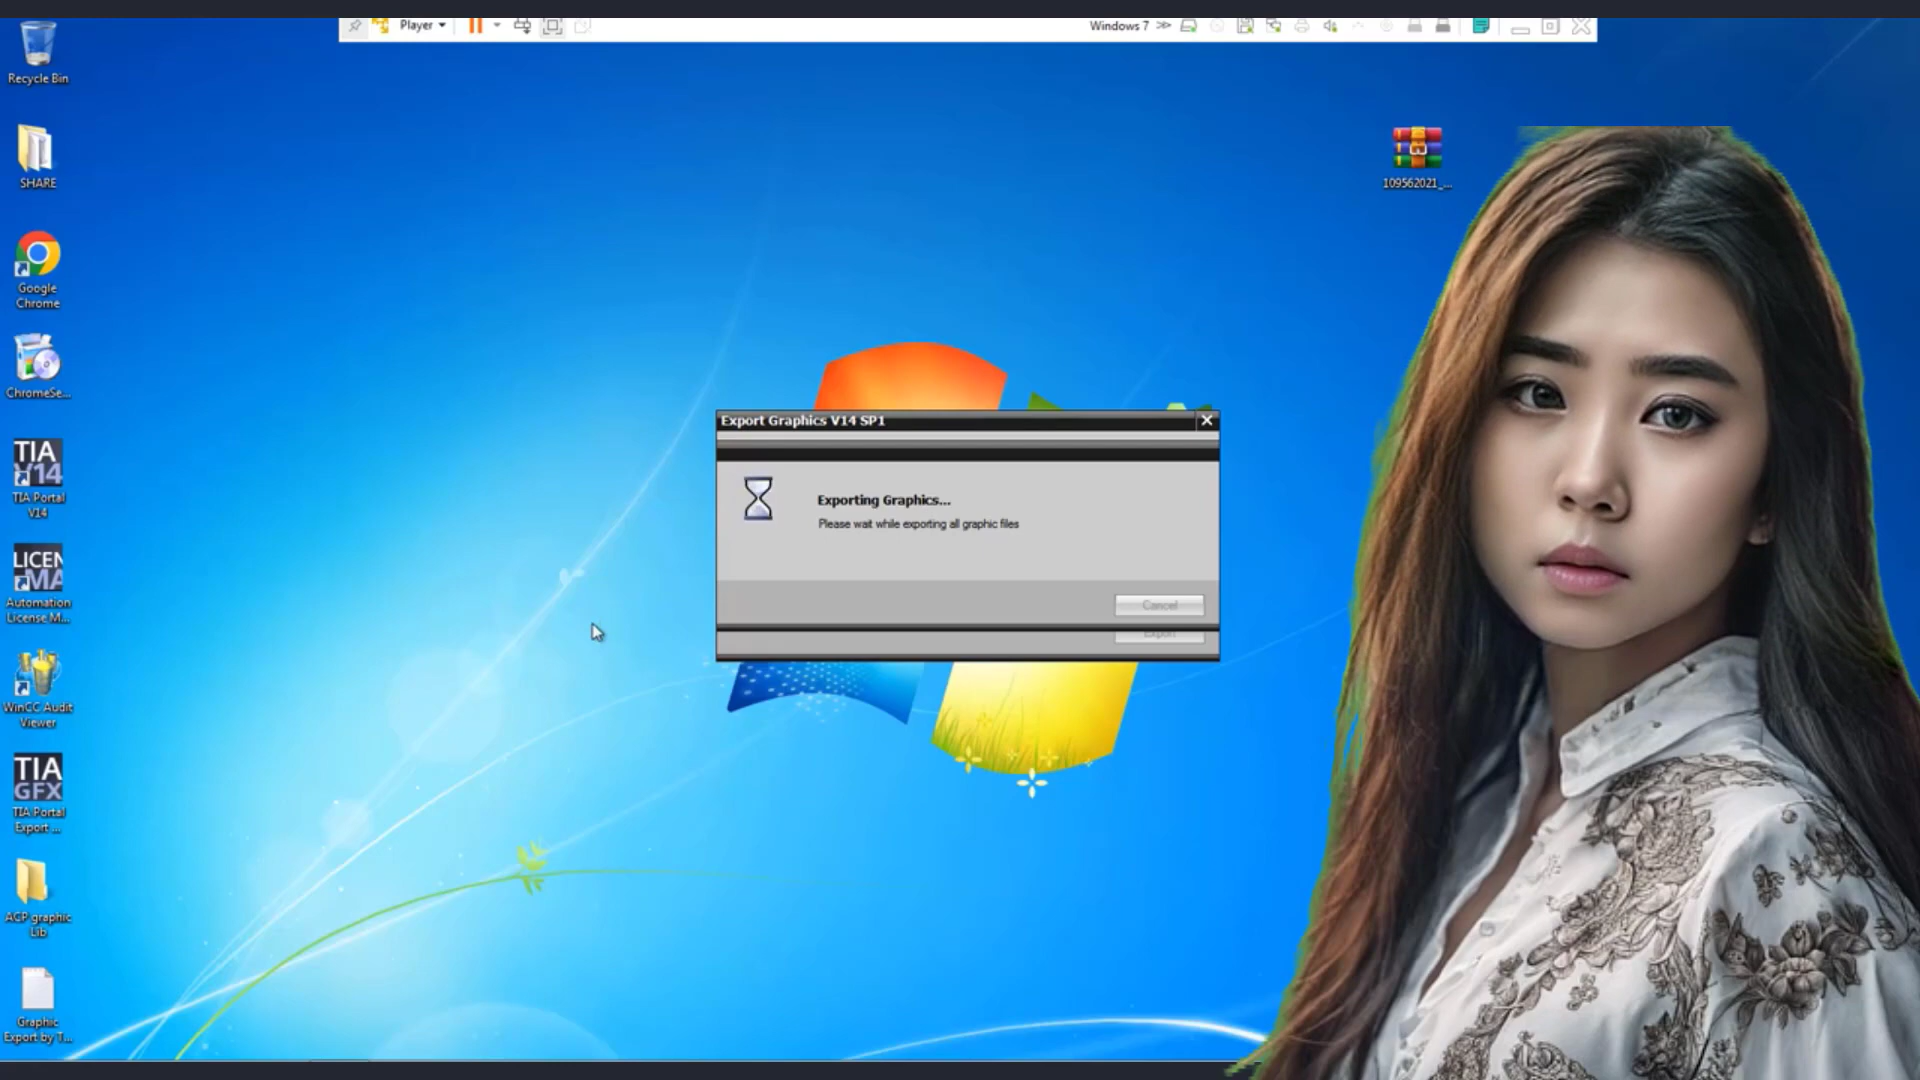 Player
Windows 7
Recycle Bin
SHARE
Google
Chrome
ChromeSe...
TIA
V14
TIA Portal
V14
LICEN
MA
Automation
License M...
WinCC Audit
Viewer
TIA
GFX
TIA Portal
Export ...
ACP graphic
Lib
Graphic
Export by T...
109562021_...
Export Graphics V14 SP1
Exporting Graphics...
Please wait while exporting all graphic files
Cancel
Export